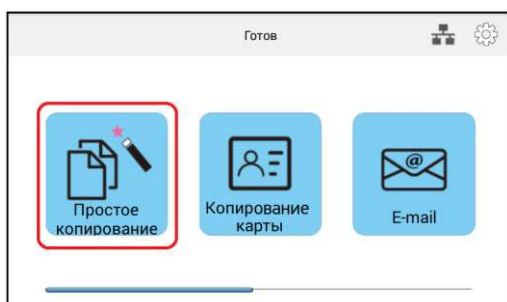 Готов
Простое
копирование
Копирование
карты
@
E-mail